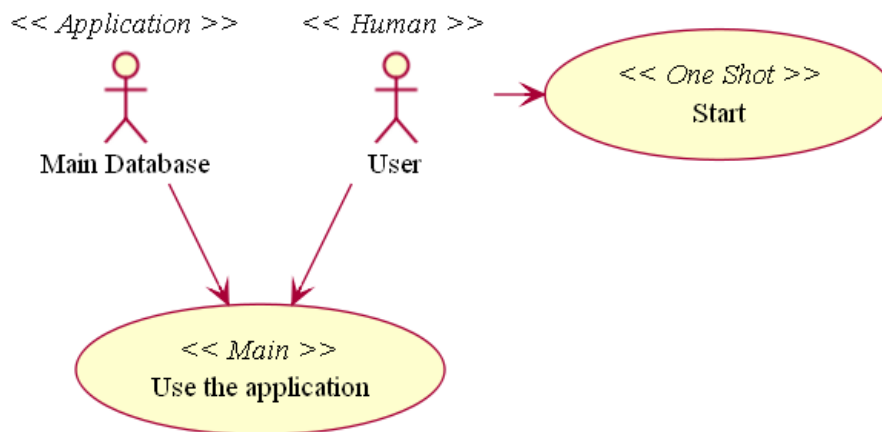 << Application >>
<< Human >>
<< One Shot >>
Start
Main Database
User
<< Main >>
Use the application